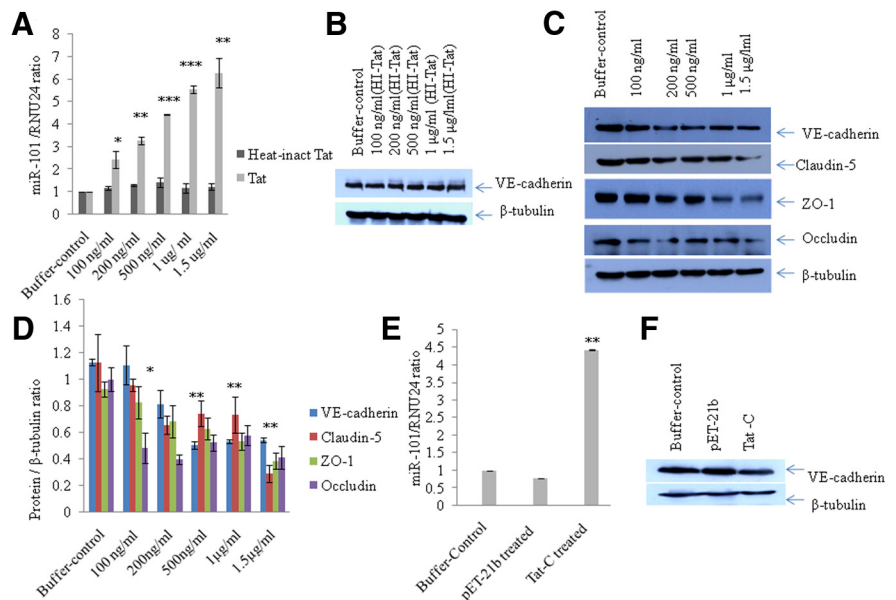 A
miR-101 /RNU24 ratio
8
7
6
5
4
3
2
1
0
*
**
***
***
**
Heat-inact Tat
Tat
Buffer-control
100 ng/ml
200 ng/ml
500 ng/ml
1 ug/ ml
1.5 ug/ml
B
Buffer-control
100 ng/ml(HI-Tat)
200 ng/ml(HI-Tat)
500 ng/ml(HI-Tat)
1 µg/ml (HI-Tat)
1.5 µg/lml(HI-Tat)
VE-cadherin
β-tubulin
C
Buffer-control
100 ng/ml
200 ng/ml
500 ng/ml
1 µg/ml
1.5 µg/lml
VE-cadherin
Claudin-5
ZO-1
Occludin
β-tubulin
D
Protein / β-tubulin ratio
1.6
1.4
1.2
1
0.8
0.6
0.4
0.2
0
*
**
**
**
VE-cadherin
Claudin-5
ZO-1
Occludin
Buffer-control
100 ng/ml
200ng/ml
500ng/ml
1µg/ml
1.5µg/ml
E
miR-101/RNU24 ratio
5
4.5
4
3.5
3
2.5
2
1.5
1
0.5
0
**
Buffer-Control
pET-21b treated
Tat-C treated
F
Buffer-control
pET-21b
Tat -C
VE-cadherin
β-tubulin